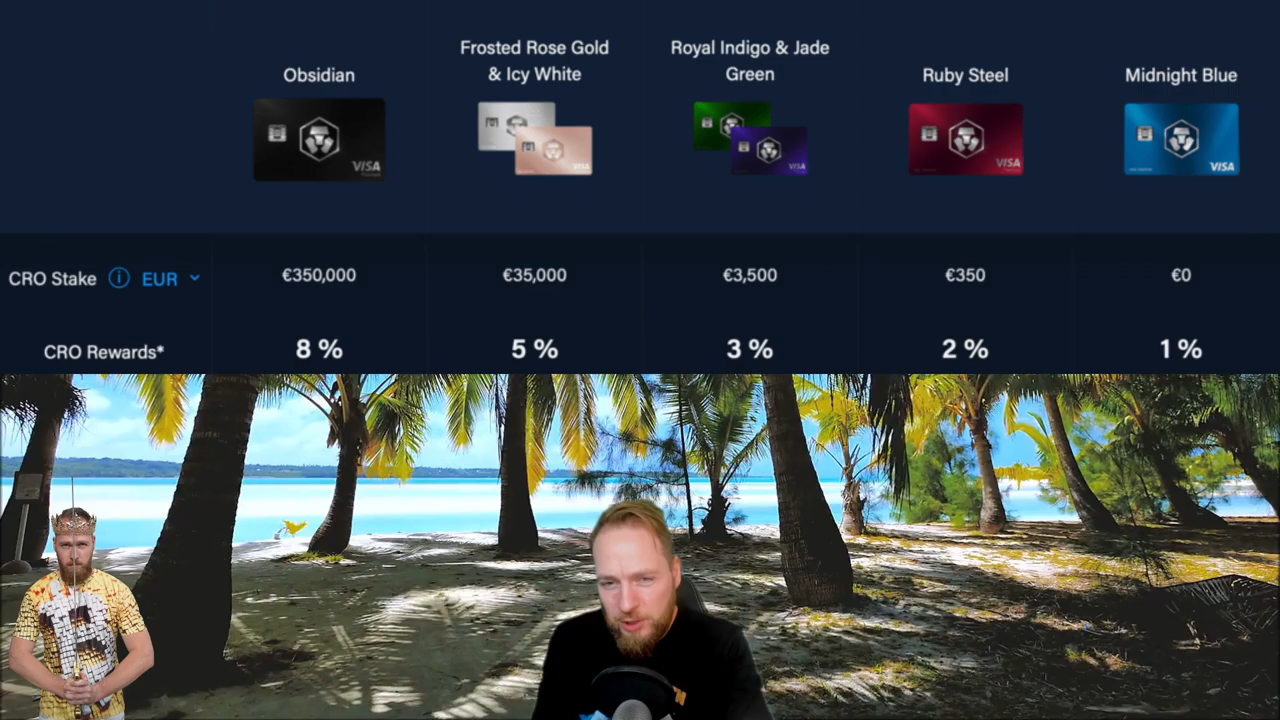 Obsidian
Frosted Rose Gold
& Icy White
Royal Indigo & Jade
Green
Ruby Steel
Midnight Blue
VISA
VISA
VISA
VISA
VISA
CRO Stake EUR €350,000 €35,000 €3,500 €350 €0
CRO Rewards* 8 % 5 % 3 % 2 % 1 %